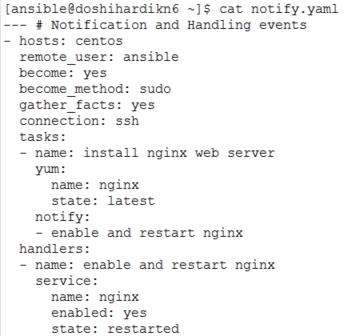 [ansible@doshihardikn6 ~]$ cat notify.yaml
--- # Notification and Handling events
- hosts: centos
  remote_user: ansible
  become: yes
  become_method: sudo
  gather_facts: yes
  connection: ssh
  tasks:
  - name: install nginx web server
    yum:
      name: nginx
      state: latest
    notify:
    - enable and restart nginx
  handlers:
  - name: enable and restart nginx
    service:
      name: nginx
      enabled: yes
      state: restarted